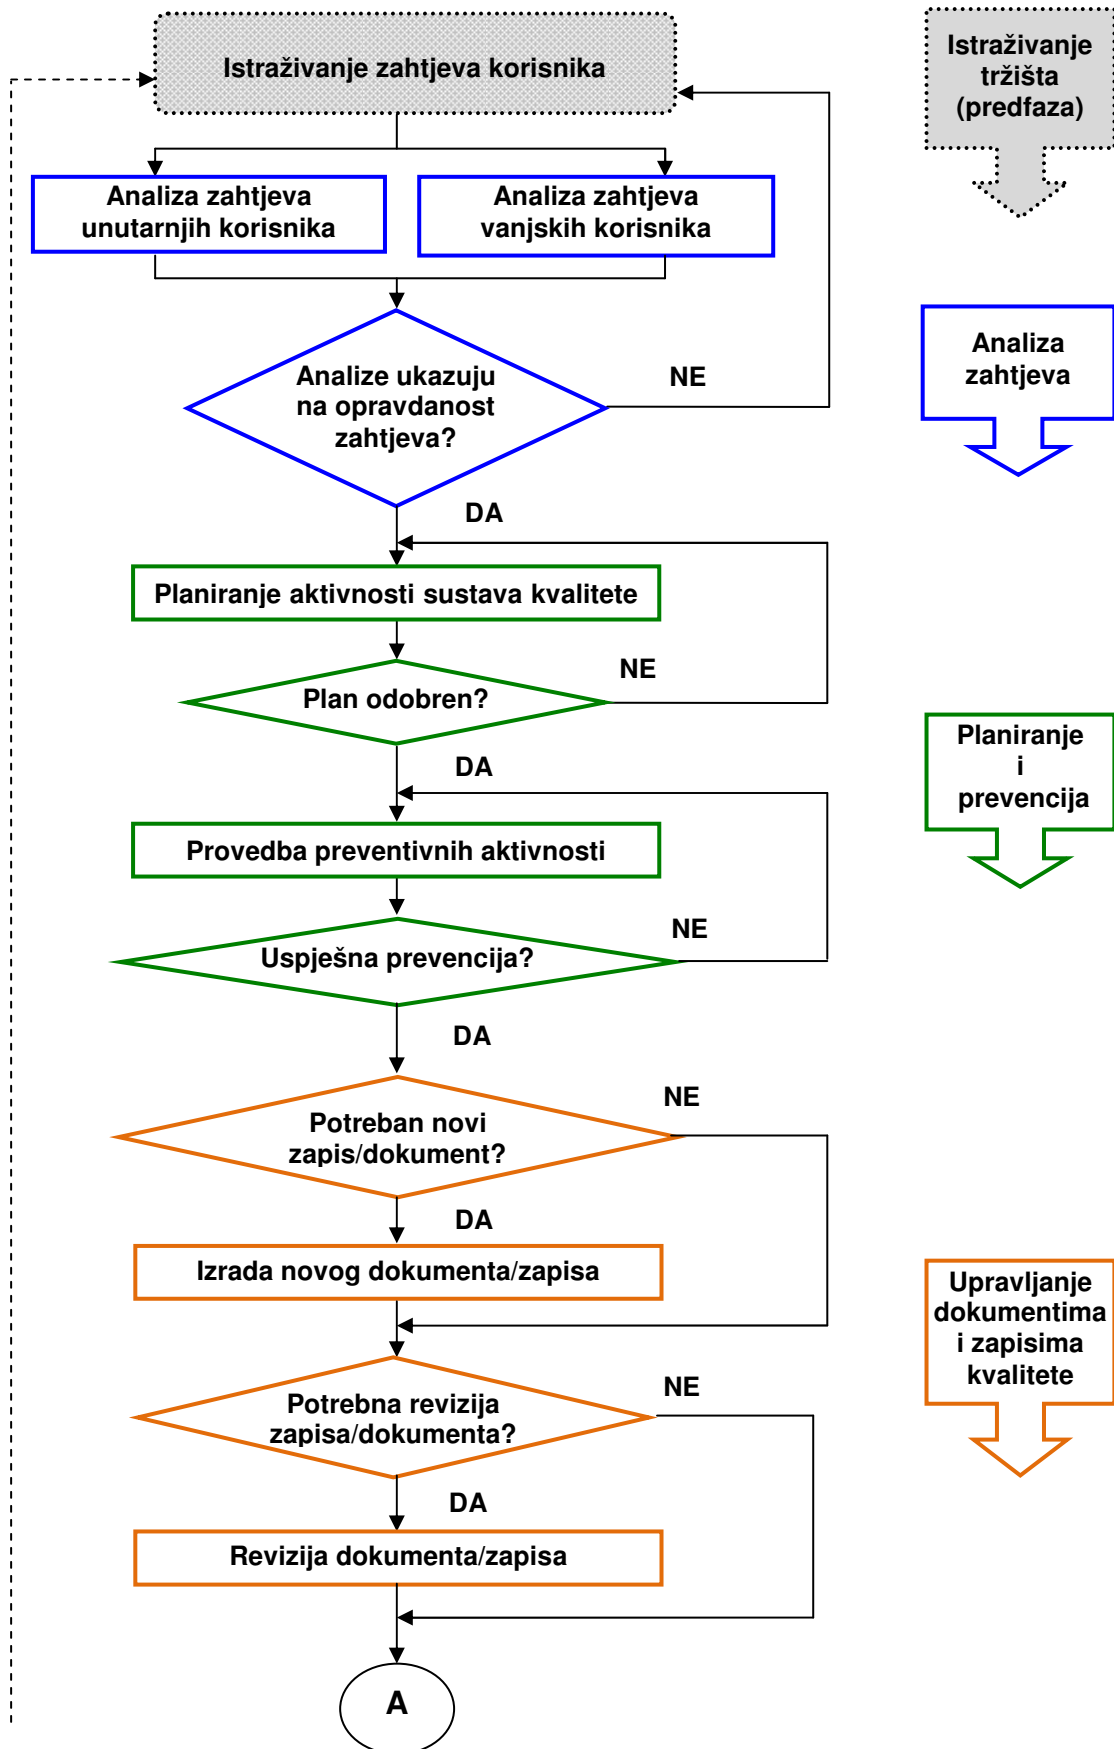 Istraživanje zahtjeva korisnika
Istraživanje
tržišta
(predfaza)
Analiza zahtjeva
unutarnjih korisnika
Analiza zahtjeva
vanjskih korisnika
Analize ukazuju
na opravdanost
zahtjeva?
NE
Analiza
zahtjeva
DA
Planiranje aktivnosti sustava kvalitete
Plan odobren?
NE
DA
Planiranje
i
prevencija
Provedba preventivnih aktivnosti
Uspješna prevencija?
NE
DA
Potreban novi
zapis/dokument?
NE
DA
Izrada novog dokumenta/zapisa
Upravljanje
dokumentima
i zapisima
kvalitete
Potrebna revizija
zapisa/dokumenta?
NE
DA
Revizija dokumenta/zapisa
A